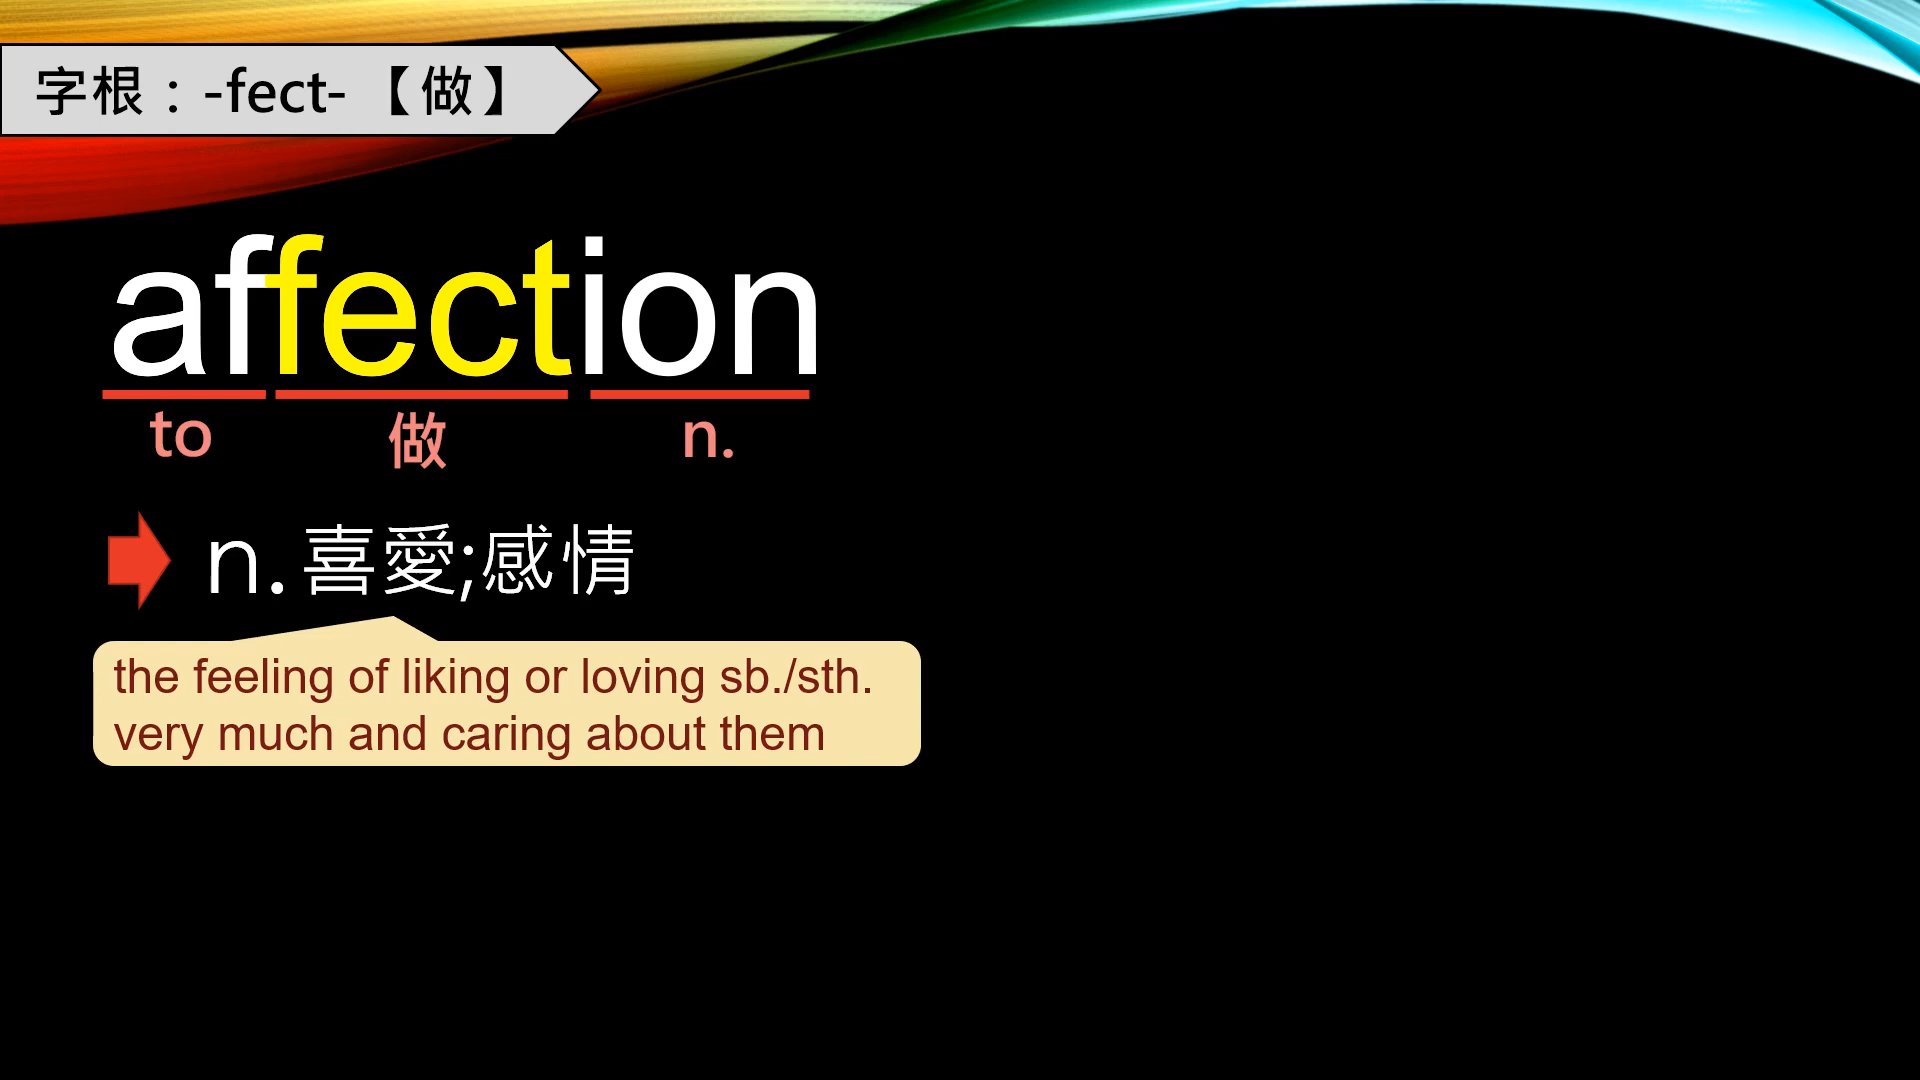 字根：-fect-【做】
affection
to 做 n.
n.喜愛;感情
the feeling of liking or loving sb./sth.
very much and caring about them